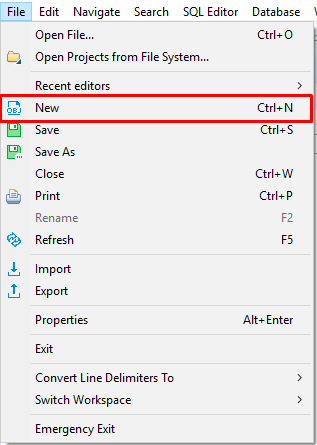 File Edit Navigate Search SQL Editor Database
Open File... Ctrl+O
Open Projects from File System...
Recent editors
New Ctrl+N
Save Ctrl+S
Save As
Close Ctrl+W
Print Ctrl+P
Rename F2
Refresh F5
Import
Export
Properties Alt+Enter
Exit
Convert Line Delimiters To
Switch Workspace
Emergency Exit